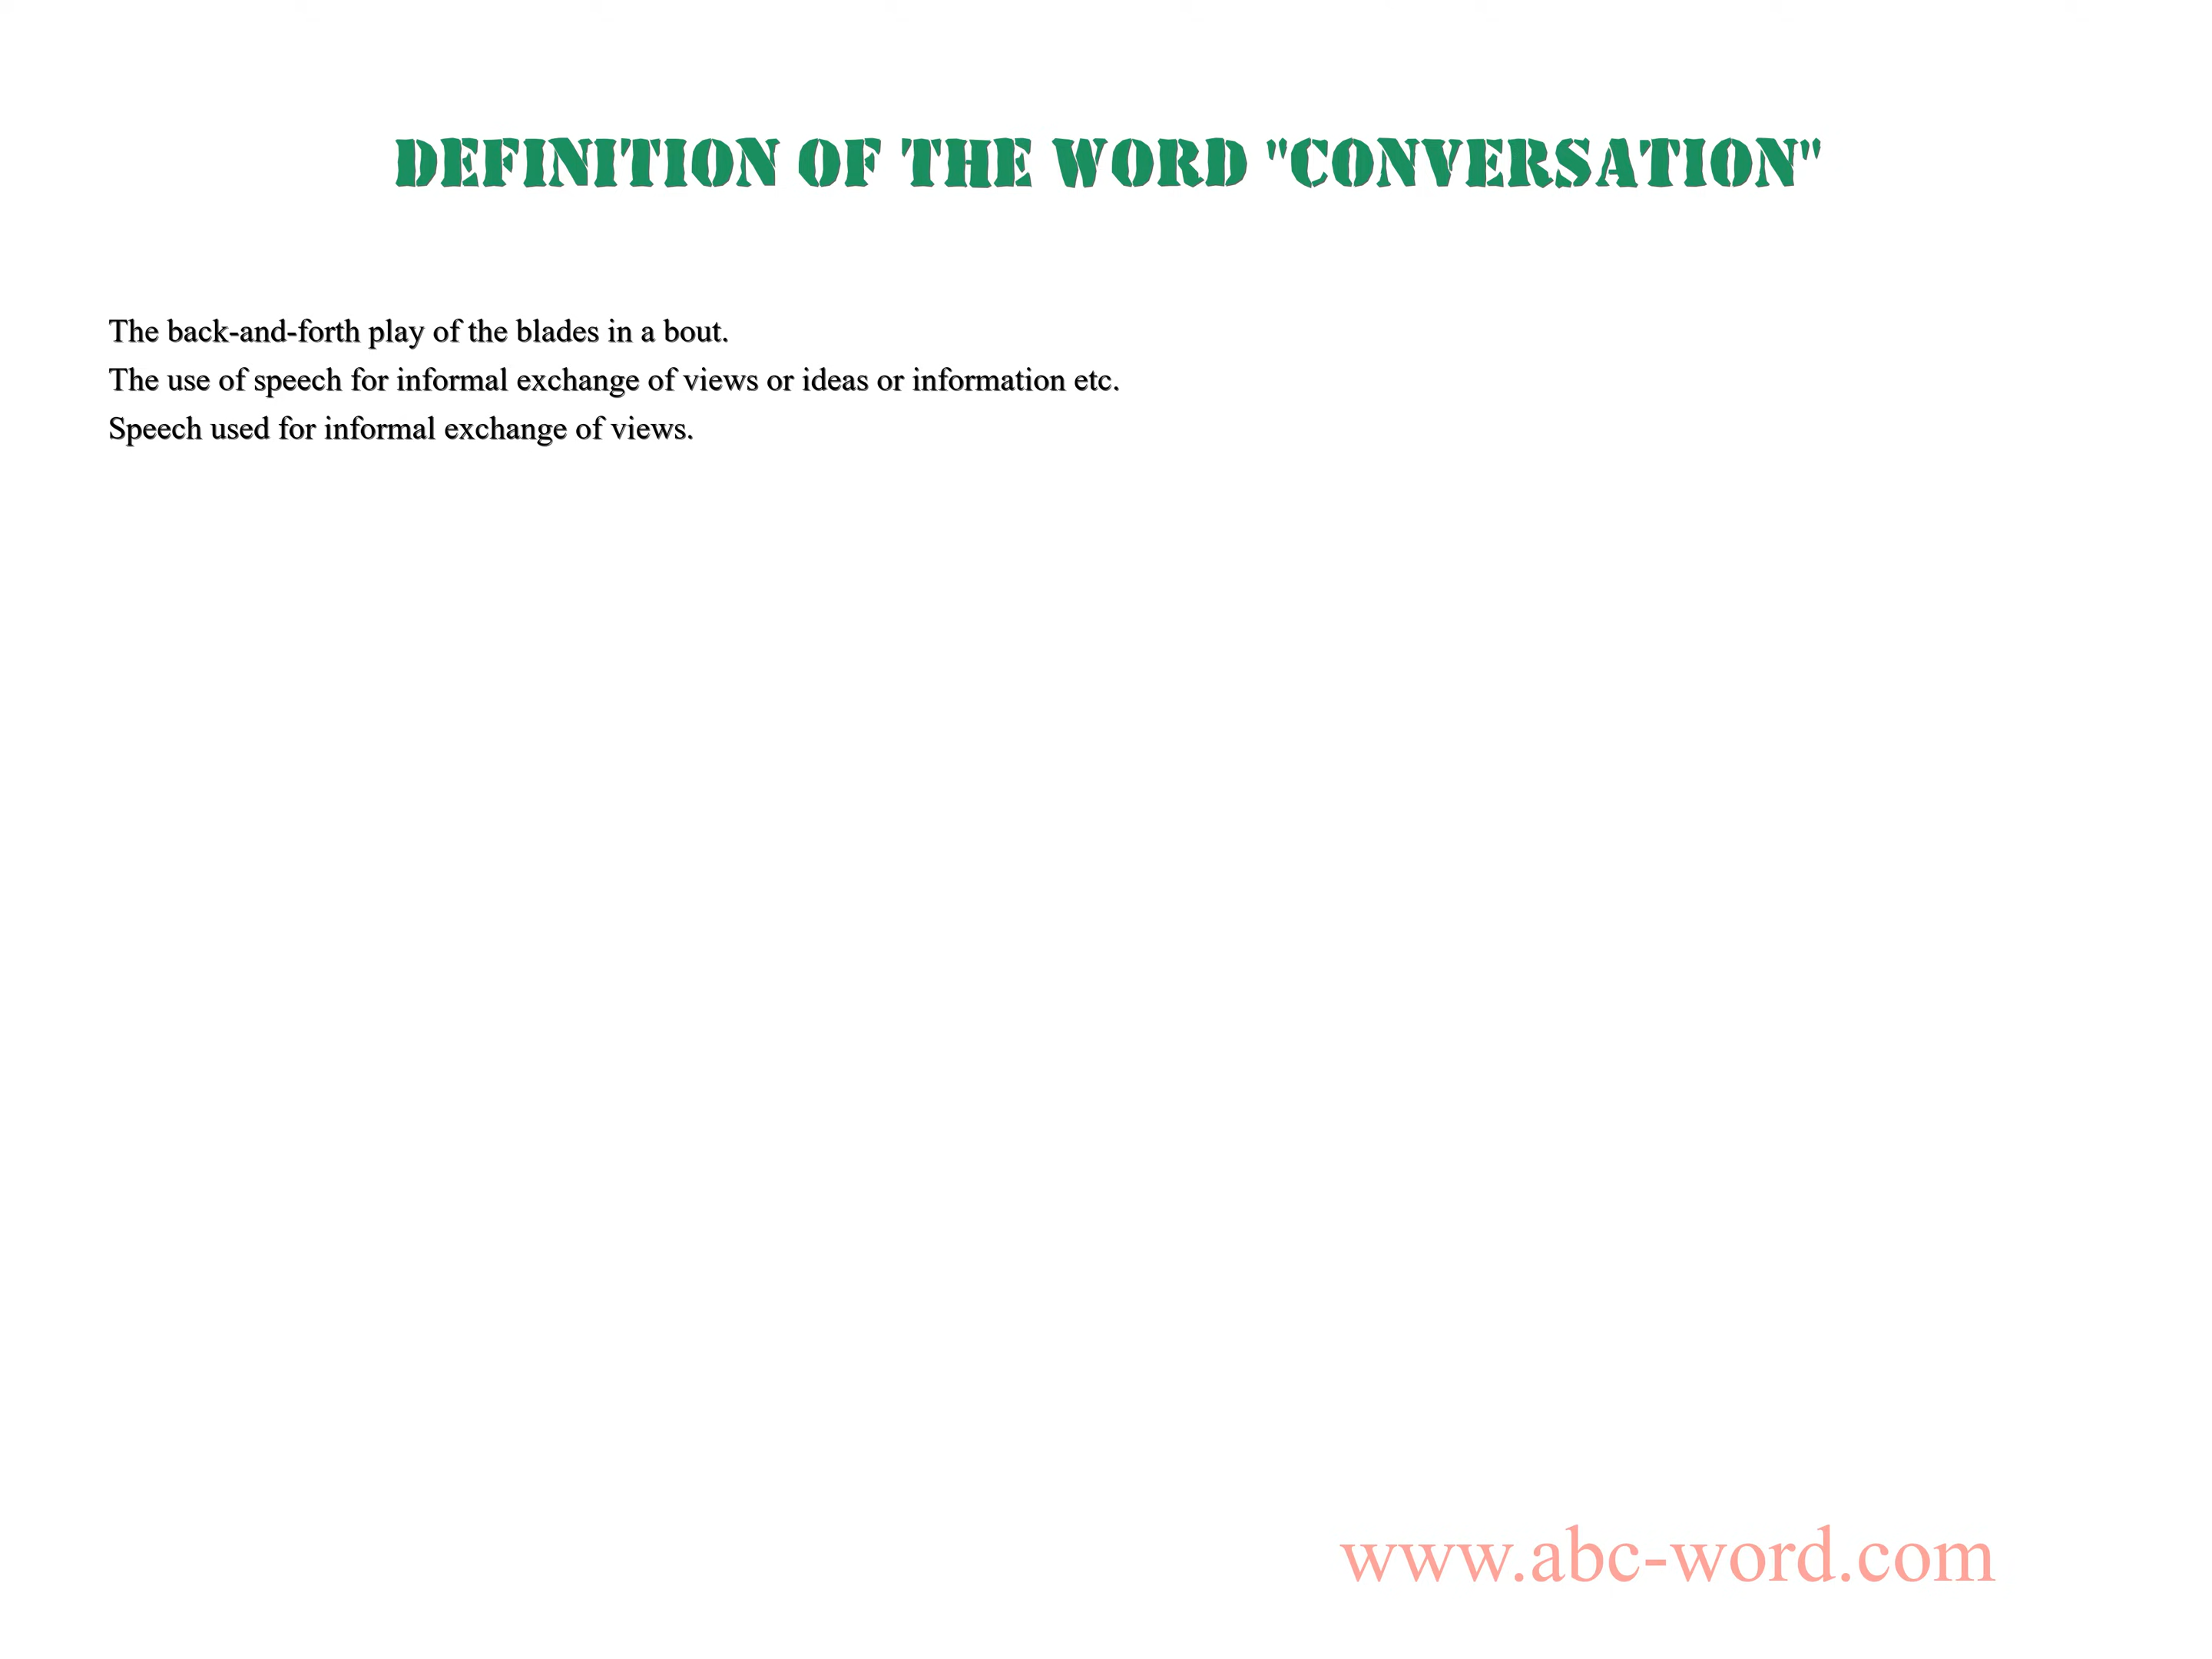 DEFINITION OF THE WORD "CONVERSATION"
The back-and-forth play of the blades in a bout.
The use of speech for informal exchange of views or ideas or information etc.
Speech used for informal exchange of views.
www.abc-word.com